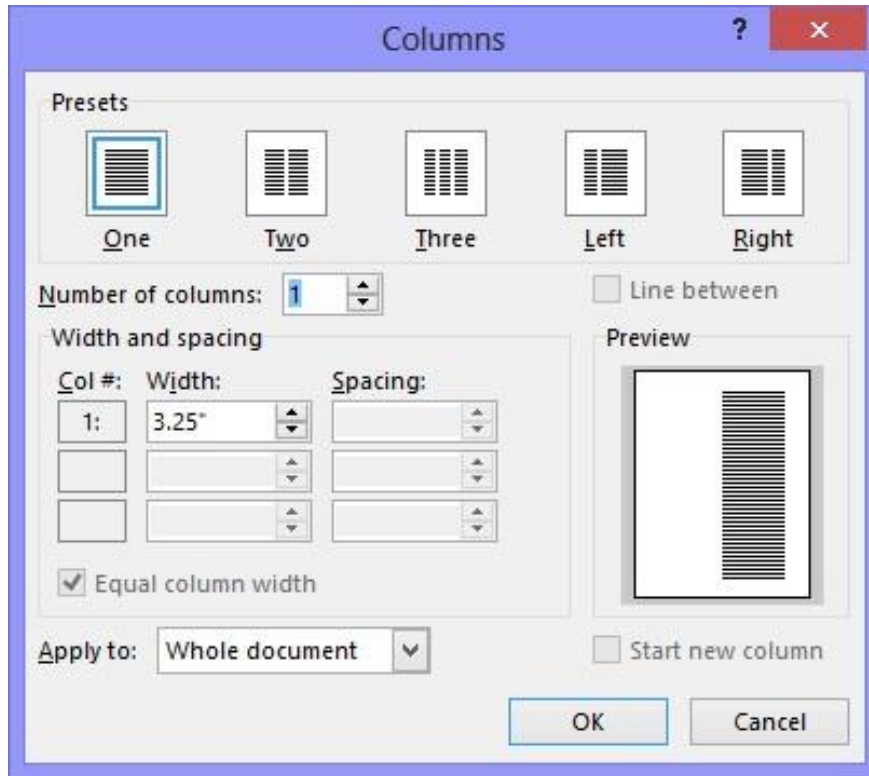 Columns ? ×
Presets
One Two Three Left Right
Number of columns: 1 Line between
Width and spacing Preview
Col #: Width: Spacing:
1: 3.25"
Equal column width
Apply to: Whole document Start new column
OK Cancel